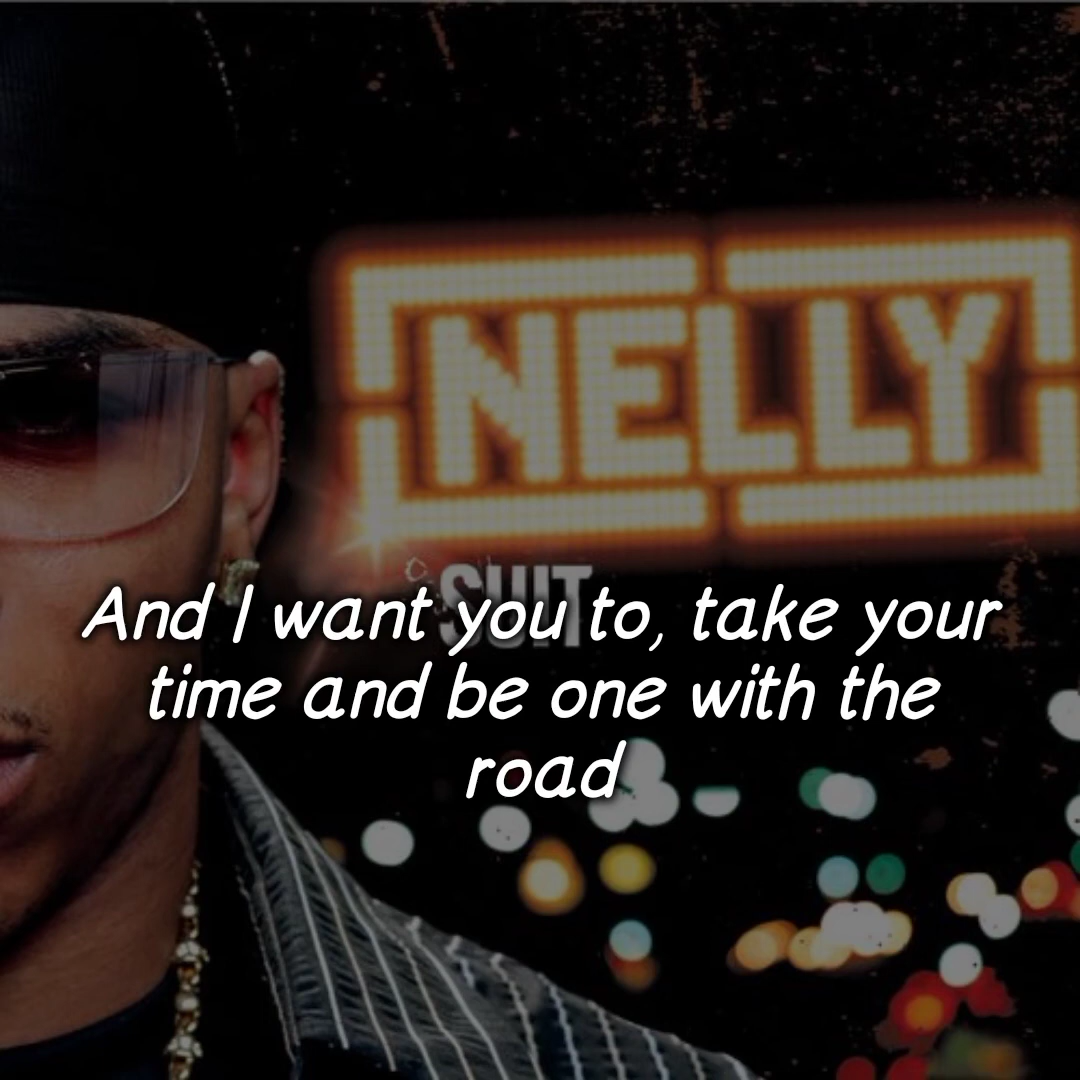 NELLY
SUIT
And I want you to, take your
time and be one with the
road